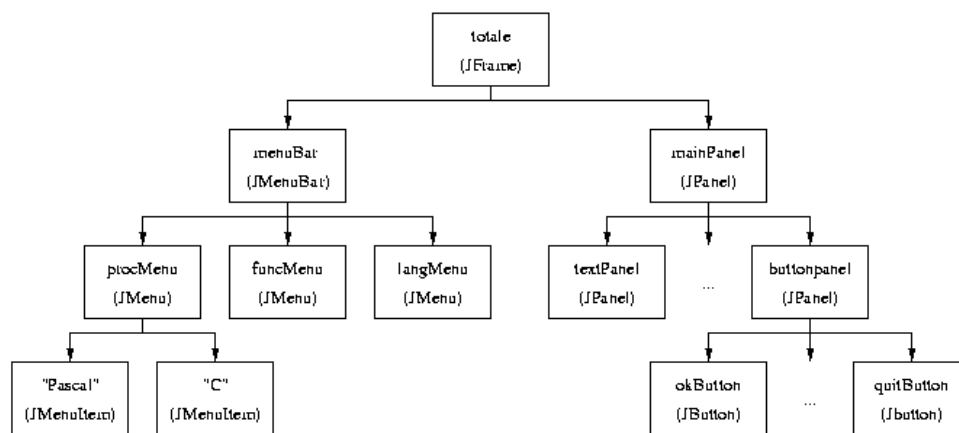 totale
(JFrame)
menuBar
(JMenuBar)
mainPanel
(JPanel)
procMenu
(JMenu)
funcMenu
(JMenu)
langMenu
(JMenu)
textPanel
(JPanel)
...
buttonpanel
(JPanel)
"Pascal"
(JMenuItem)
"C"
(JMenuItem)
okButton
(JButton)
...
quitButton
(Jbutton)